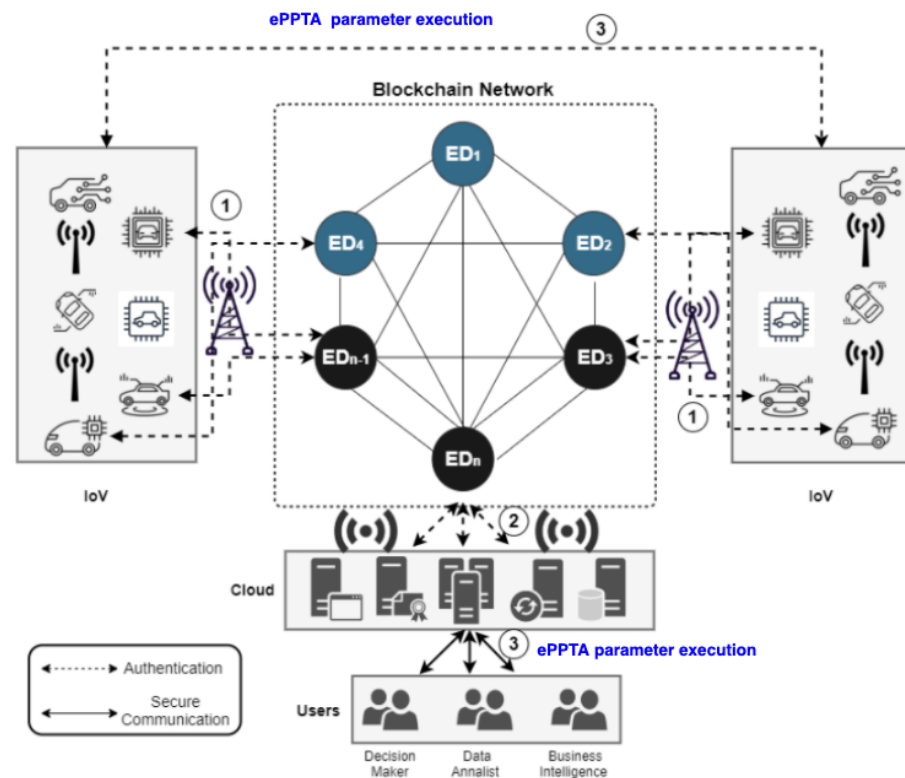 ePPTA parameter execution
3
Blockchain Network
ED1
1
ED4
ED2
EDn-1
ED3
1
EDn
IoV
IoV
2
Cloud
3
ePPTA parameter execution
Authentication
Secure
Communication
Users
Decision
Maker
Data
Annalist
Business
Intelligence